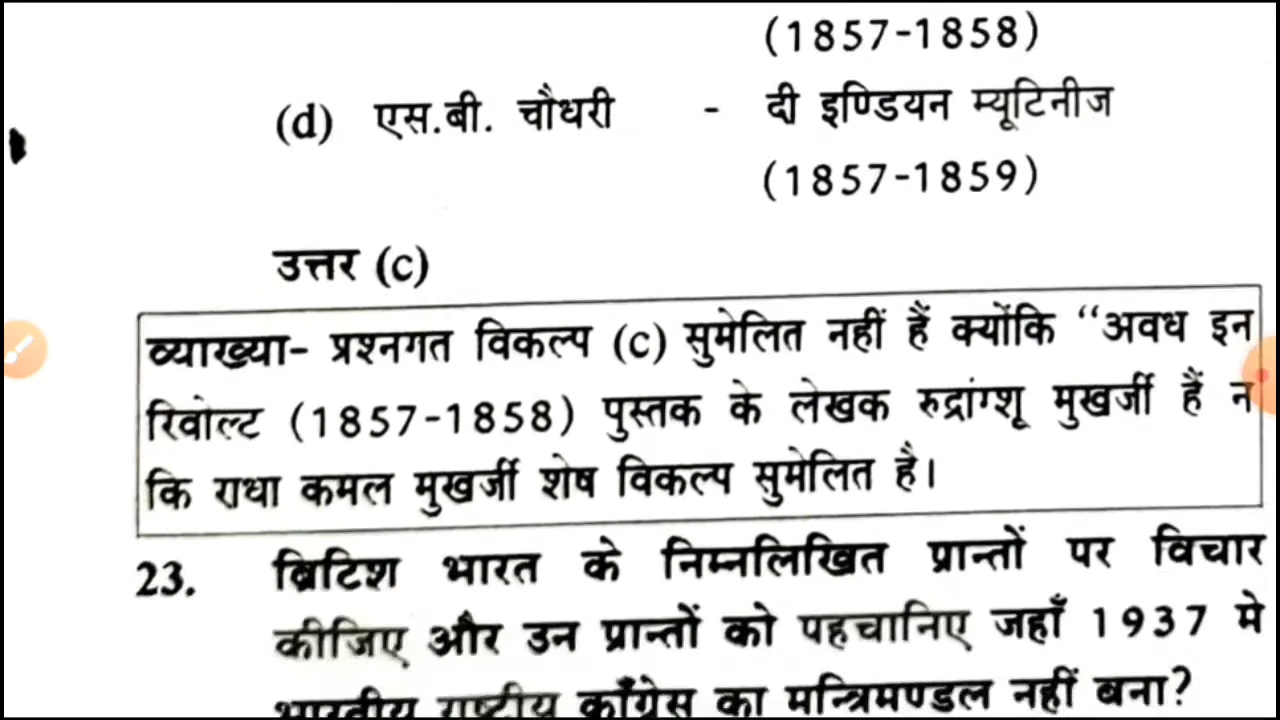 (1857-1858)
(d) एस.बी. चौधरी - दी इण्डियन म्यूटिनीज
(1857-1859)
उत्तर (c)
व्याख्या- प्रश्नगत विकल्प (c) सुमेलित नहीं हैं क्योंकि “अवध इन
रिवोल्ट (1857-1858) पुस्तक के लेखक रुद्रांग्शू मुखर्जी हैं न
कि राधा कमल मुखर्जी शेष विकल्प सुमेलित है।
23. ब्रिटिश भारत के निम्नलिखित प्रान्तों पर विचार
कीजिए और उन प्रान्तों को पहचानिए जहाँ 1937 मे
भारतीय राष्ट्रीय काँग्रेस का मन्त्रिमण्डल नहीं बना?